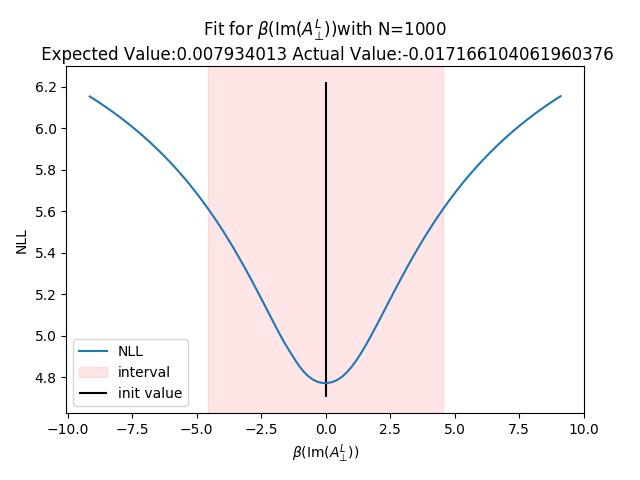 Fit for β(Im(A_⊥^L))with N=1000
Expected Value:0.007934013 Actual Value:-0.017166104061960376
6.2
6.0
5.8
5.6
5.4
5.2
5.0
4.8
NLL
NLL
interval
init value
−10.0 −7.5 −5.0 −2.5 0.0 2.5 5.0 7.5 10.0
β(Im(A_⊥^L))